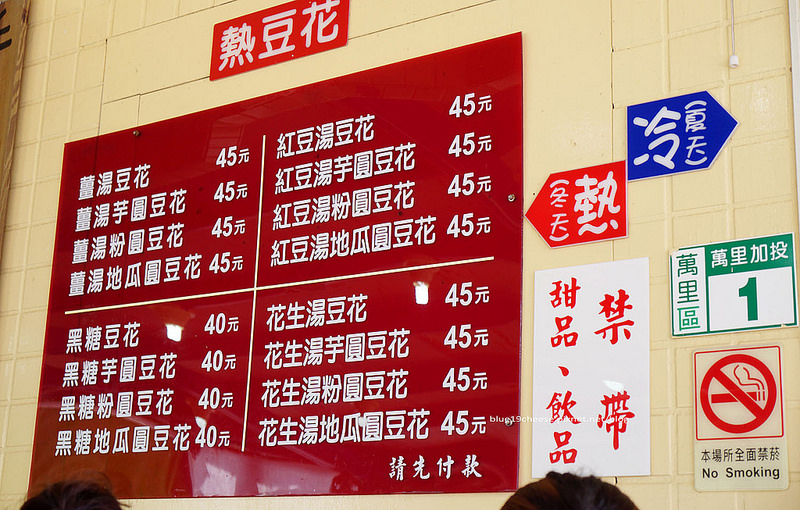 熱豆花
薑湯豆花 45元
薑湯芋圓豆花 45元
薑湯粉圓豆花 45元
薑湯地瓜圓豆花 45元
紅豆湯豆花 45元
紅豆湯芋圓豆花 45元
紅豆湯粉圓豆花 45元
紅豆湯地瓜圓豆花 45元
黑糖豆花 40元
黑糖芋圓豆花 40元
黑糖粉圓豆花 40元
黑糖地瓜圓豆花 40元
花生湯豆花 45元
花生湯芋圓豆花 45元
花生湯粉圓豆花 45元
花生湯地瓜圓豆花 45元
請先付款
冷(夏天)
熱(冬天)
禁帶
甜品、飲品
萬里區
萬里加投
1
本場所全面禁菸
No Smoking